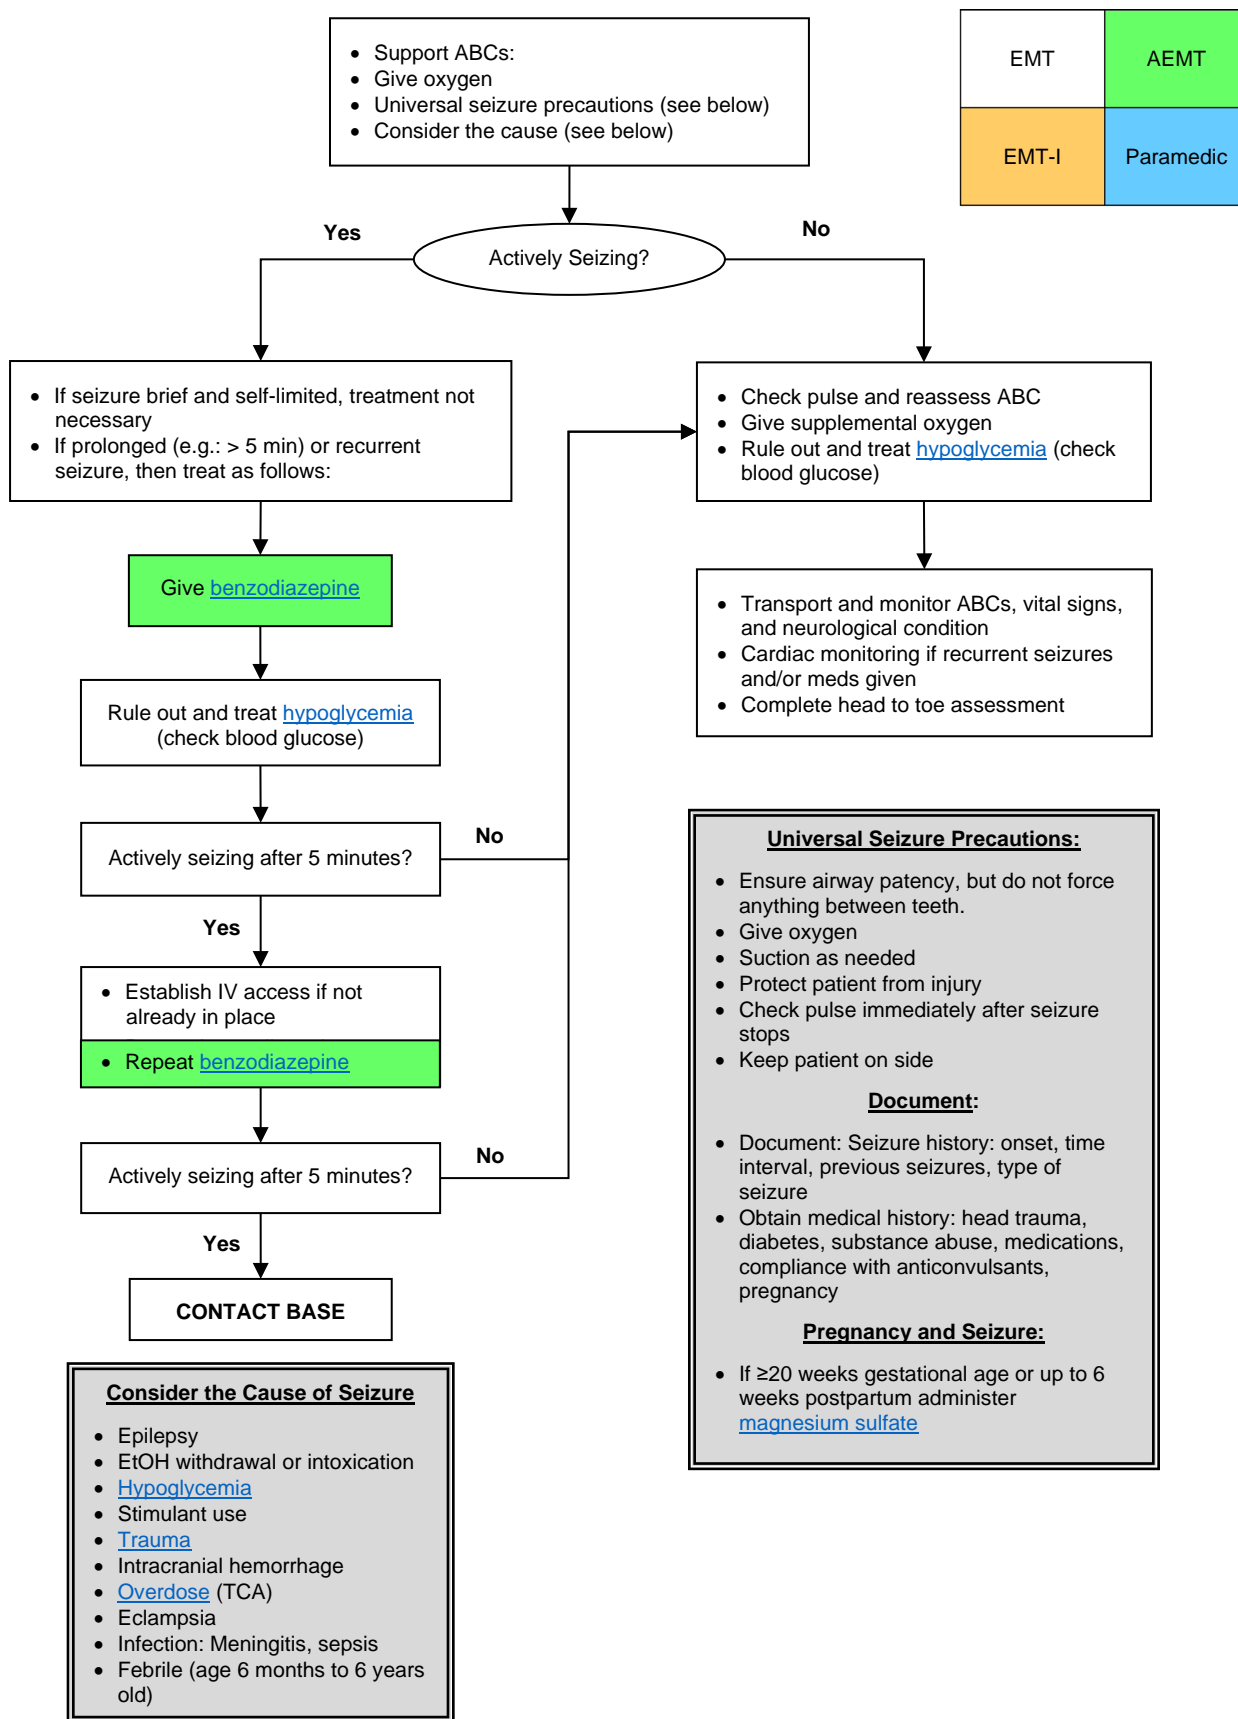 • Support ABCs:
• Give oxygen
• Universal seizure precautions (see below)
• Consider the cause (see below)
EMT
AEMT
EMT-I
Paramedic
Yes
No
Actively Seizing?
• If seizure brief and self-limited, treatment not
necessary
• If prolonged (e.g.: > 5 min) or recurrent
seizure, then treat as follows:
• Check pulse and reassess ABC
• Give supplemental oxygen
• Rule out and treat hypoglycemia (check
blood glucose)
Give benzodiazepine
• Transport and monitor ABCs, vital signs,
and neurological condition
• Cardiac monitoring if recurrent seizures
and/or meds given
• Complete head to toe assessment
Rule out and treat hypoglycemia
(check blood glucose)
Actively seizing after 5 minutes?
No
Yes
• Establish IV access if not
already in place
• Repeat benzodiazepine
Actively seizing after 5 minutes?
No
Yes
CONTACT BASE
Universal Seizure Precautions:
• Ensure airway patency, but do not force
anything between teeth.
• Give oxygen
• Suction as needed
• Protect patient from injury
• Check pulse immediately after seizure
stops
• Keep patient on side
Document:
• Document: Seizure history: onset, time
interval, previous seizures, type of
seizure
• Obtain medical history: head trauma,
diabetes, substance abuse, medications,
compliance with anticonvulsants,
pregnancy
Pregnancy and Seizure:
• If ≥20 weeks gestational age or up to 6
weeks postpartum administer
magnesium sulfate
Consider the Cause of Seizure
• Epilepsy
• EtOH withdrawal or intoxication
• Hypoglycemia
• Stimulant use
• Trauma
• Intracranial hemorrhage
• Overdose (TCA)
• Eclampsia
• Infection: Meningitis, sepsis
• Febrile (age 6 months to 6 years
old)